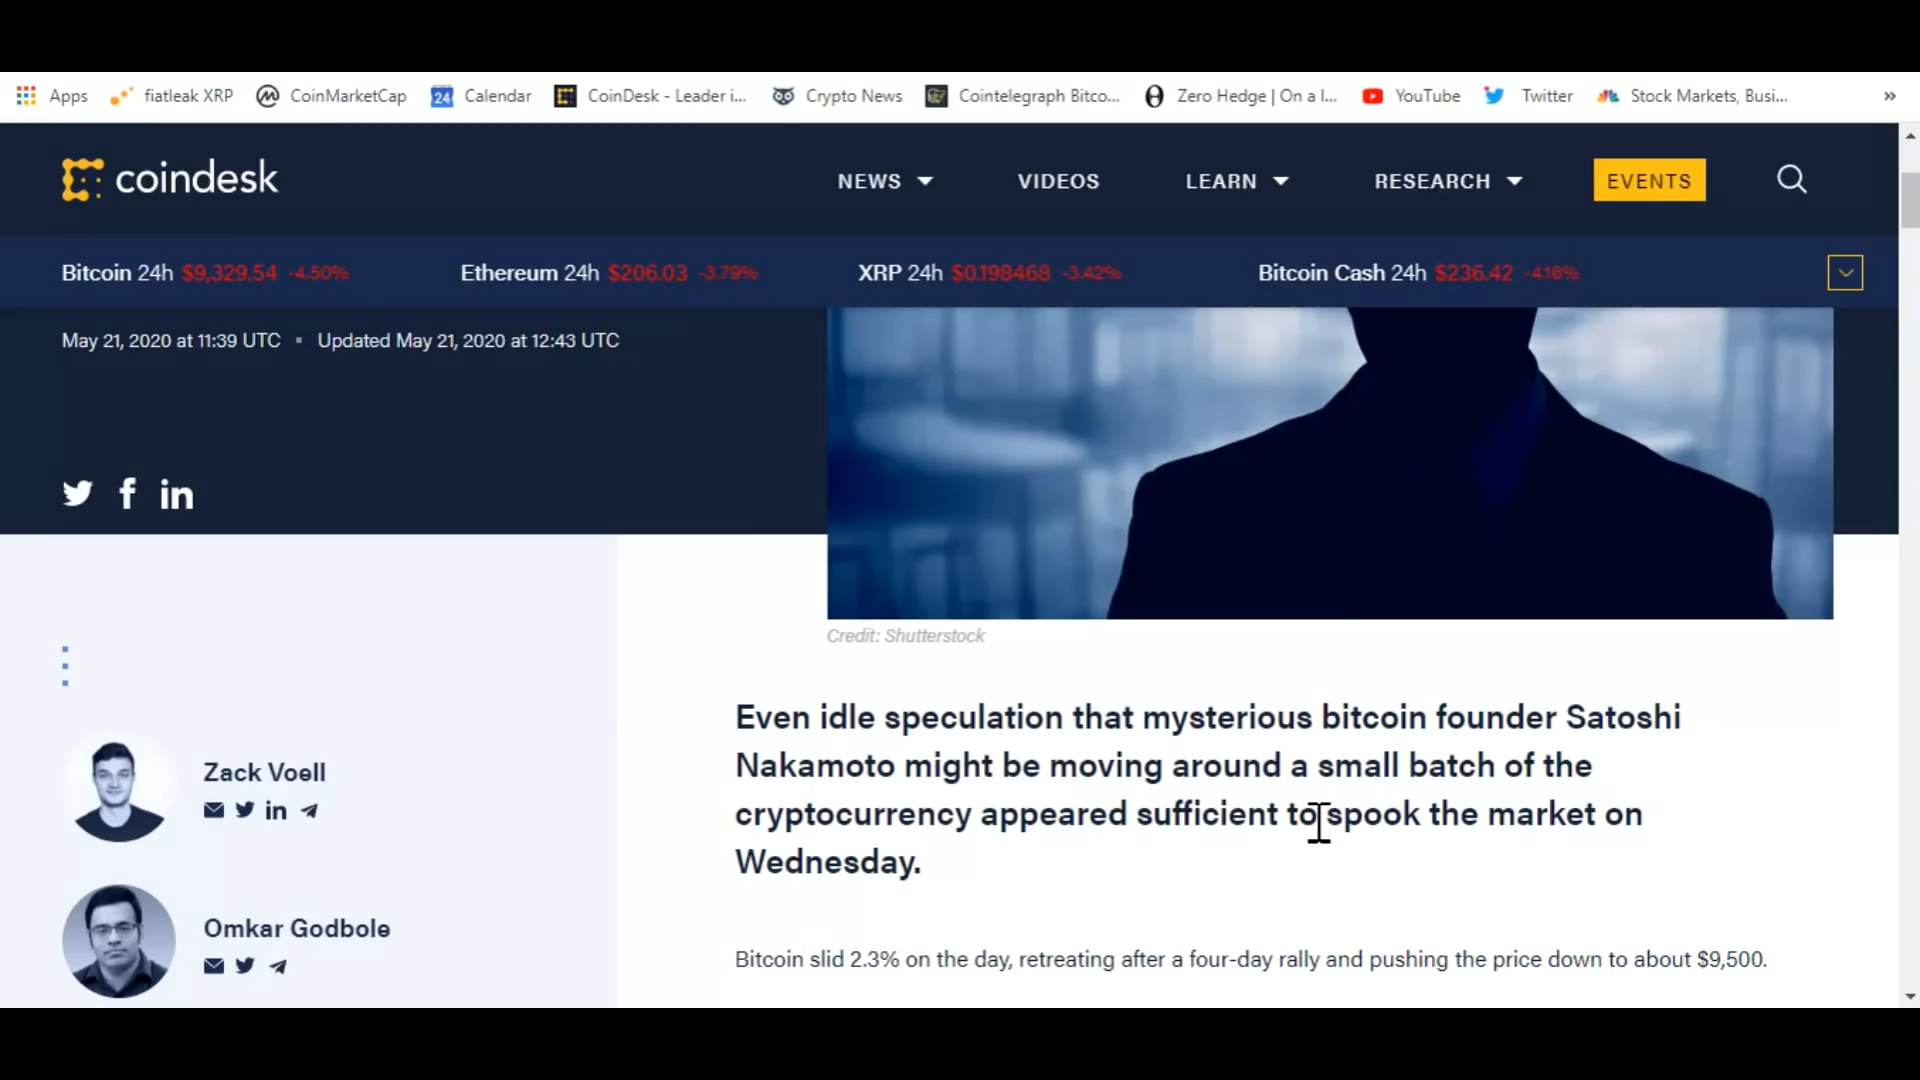 Apps fiatleak XRP CoinMarketCap 24 Calendar CoinDesk - Leader i... Crypto News Cointelegraph Bitco... Zero Hedge | On a l... YouTube Twitter Stock Markets, Busi... »
coindesk NEWS VIDEOS LEARN RESEARCH EVENTS
Bitcoin 24h $9,329.54 -4.50% Ethereum 24h $206.03 -3.79% XRP 24h $0.198468 -3.42% Bitcoin Cash 24h $236.42 -4.16%
May 21, 2020 at 11:39 UTC ▪ Updated May 21, 2020 at 12:43 UTC
Credit: Shutterstock
Even idle speculation that mysterious bitcoin founder Satoshi
Nakamoto might be moving around a small batch of the
cryptocurrency appeared sufficient to spook the market on
Wednesday.
Zack Voell
Omkar Godbole
Bitcoin slid 2.3% on the day, retreating after a four-day rally and pushing the price down to about $9,500.